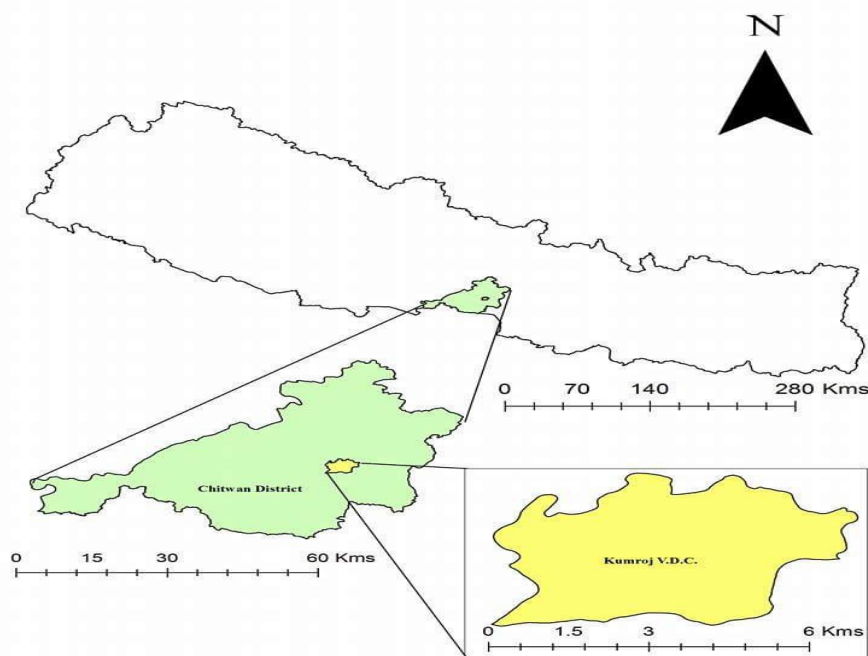 N
0 70 140 280 Kms
Chitwan District
0 15 30 60 Kms
Kumroj V.D.C.
0 1.5 3 6 Kms